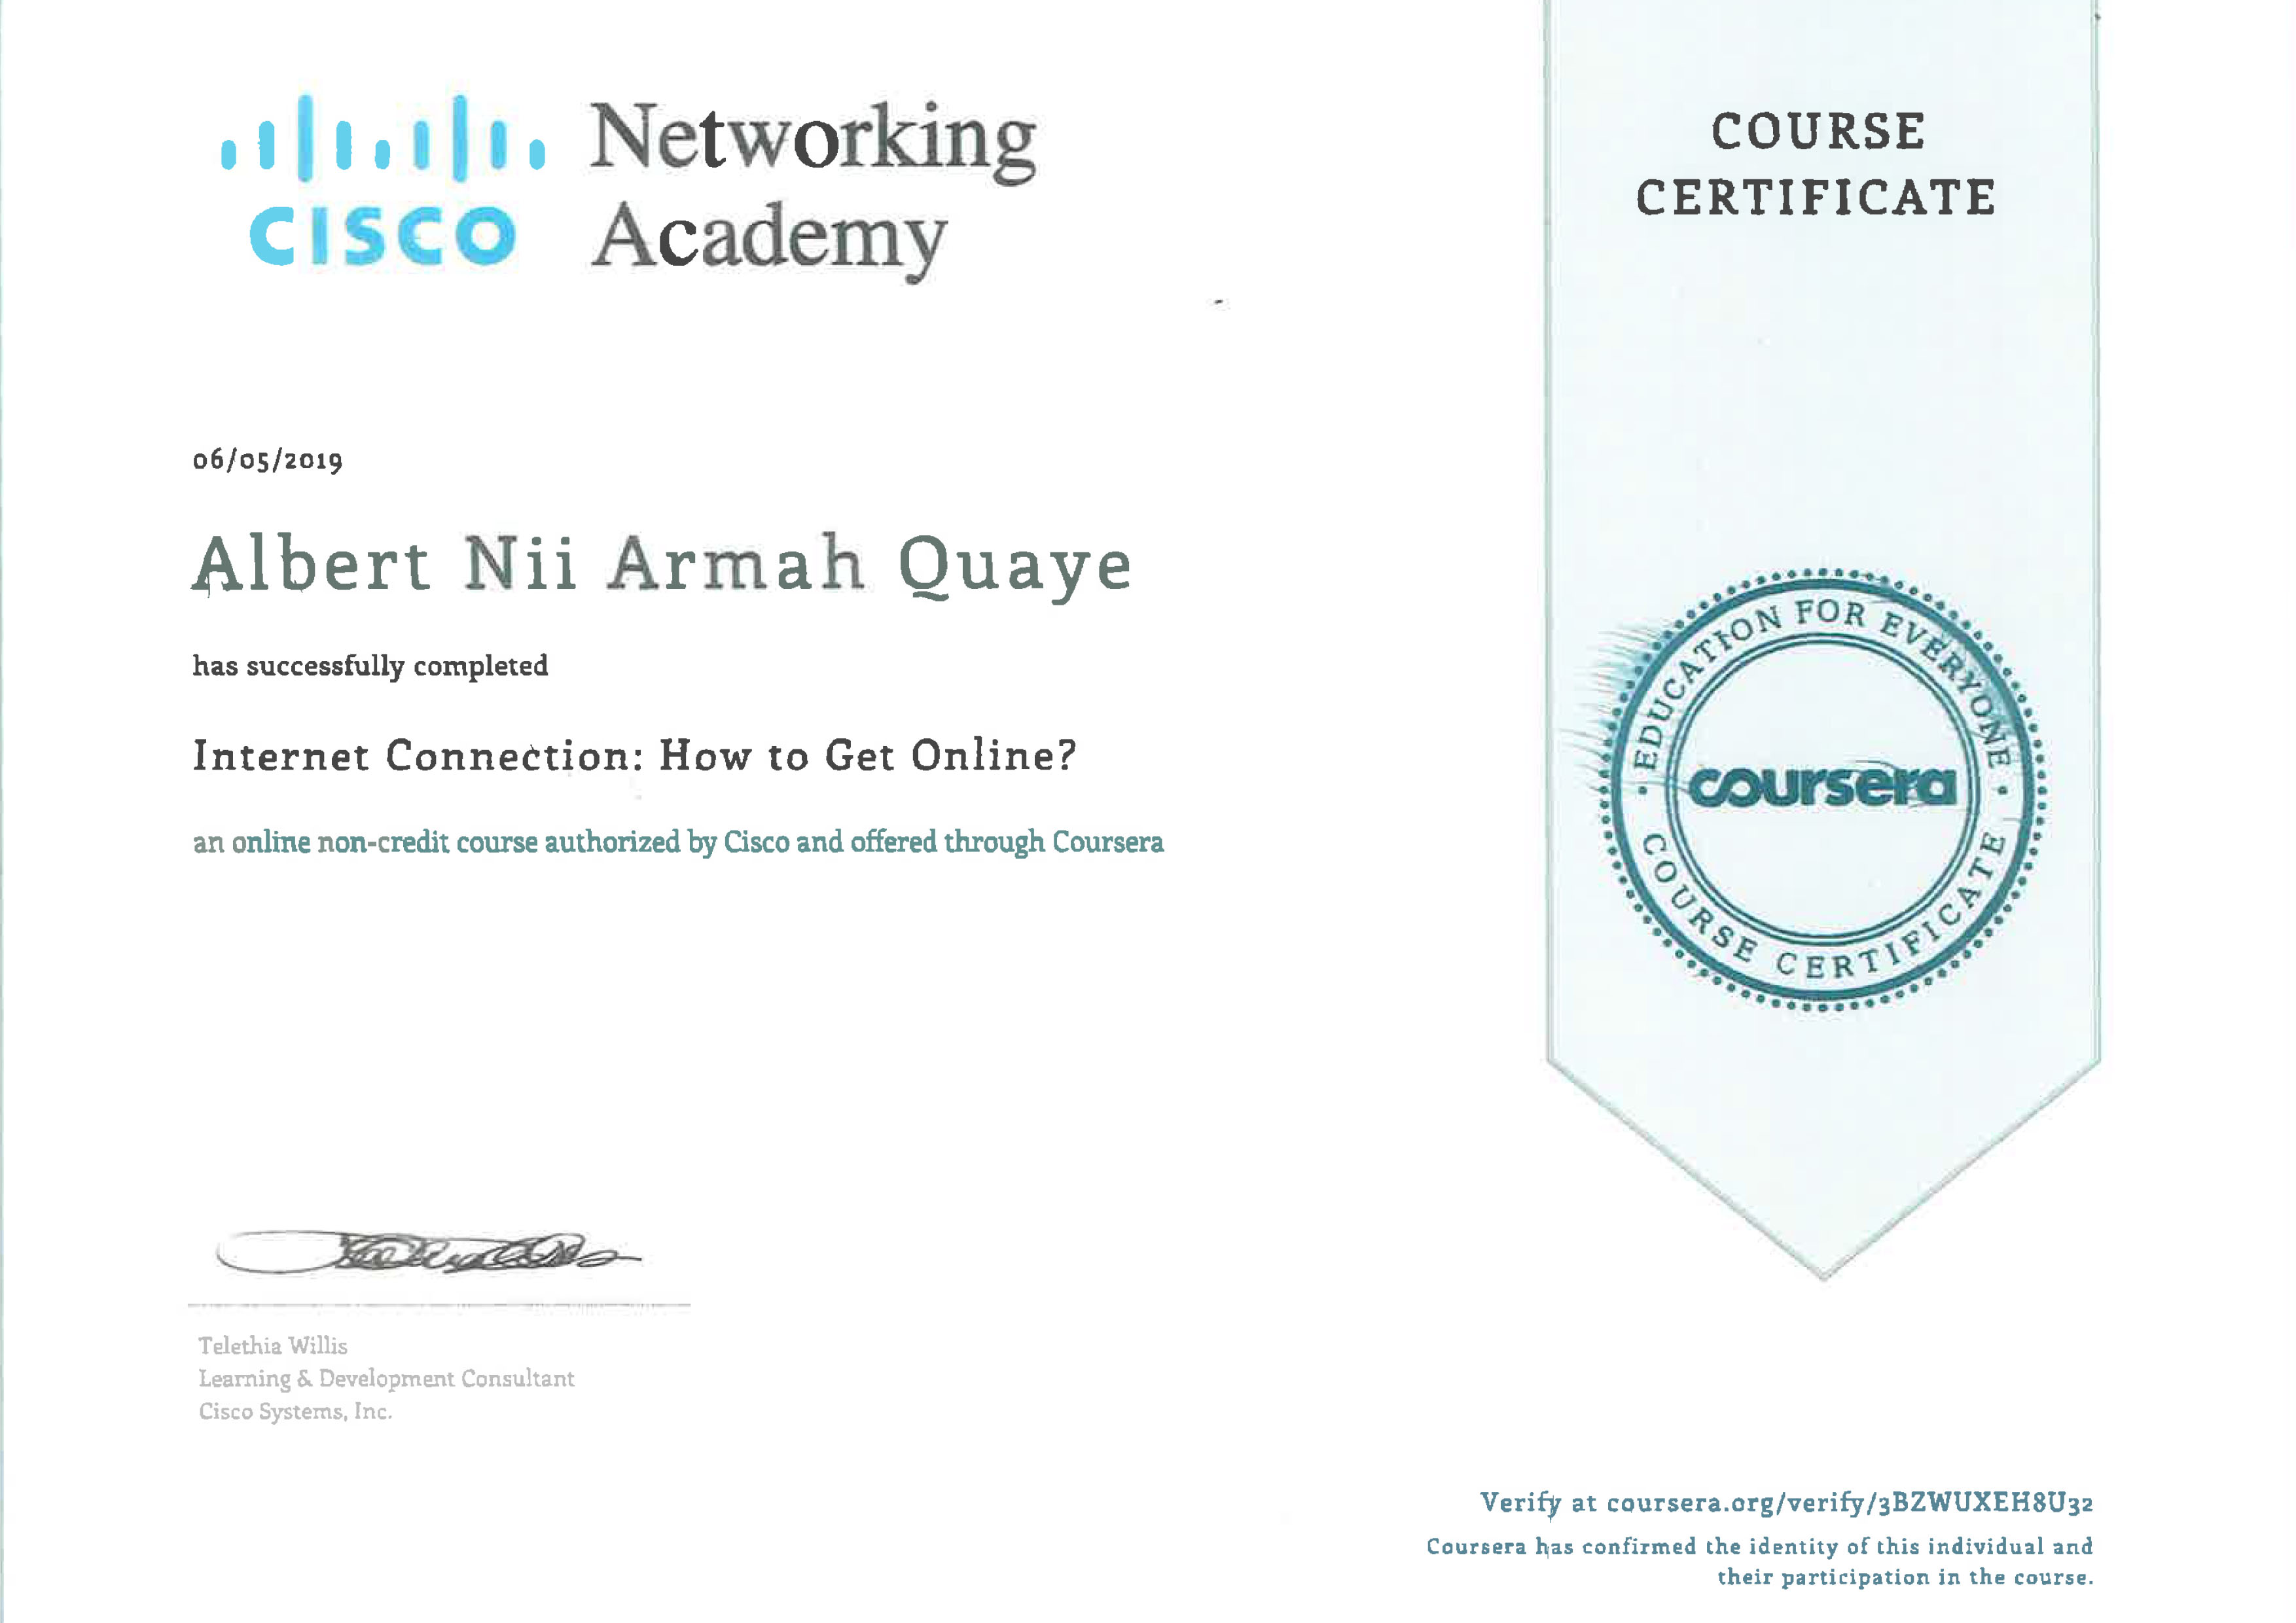 CISCO
Networking
Academy
COURSE
CERTIFICATE
06/05/2019
Albert Nii Armah Quaye
has successfully completed
Internet Connection: How to Get Online?
an online non-credit course authorized by Cisco and offered through Coursera
EDUCATION FOR EVERYONE
coursera
COURSE CERTIFICATE
Telethia Willis
Learning & Development Consultant
Cisco Systems, Inc.
Verify at coursera.org/verify/3BZWUXEH8U32
Coursera has confirmed the identity of this individual and
their participation in the course.